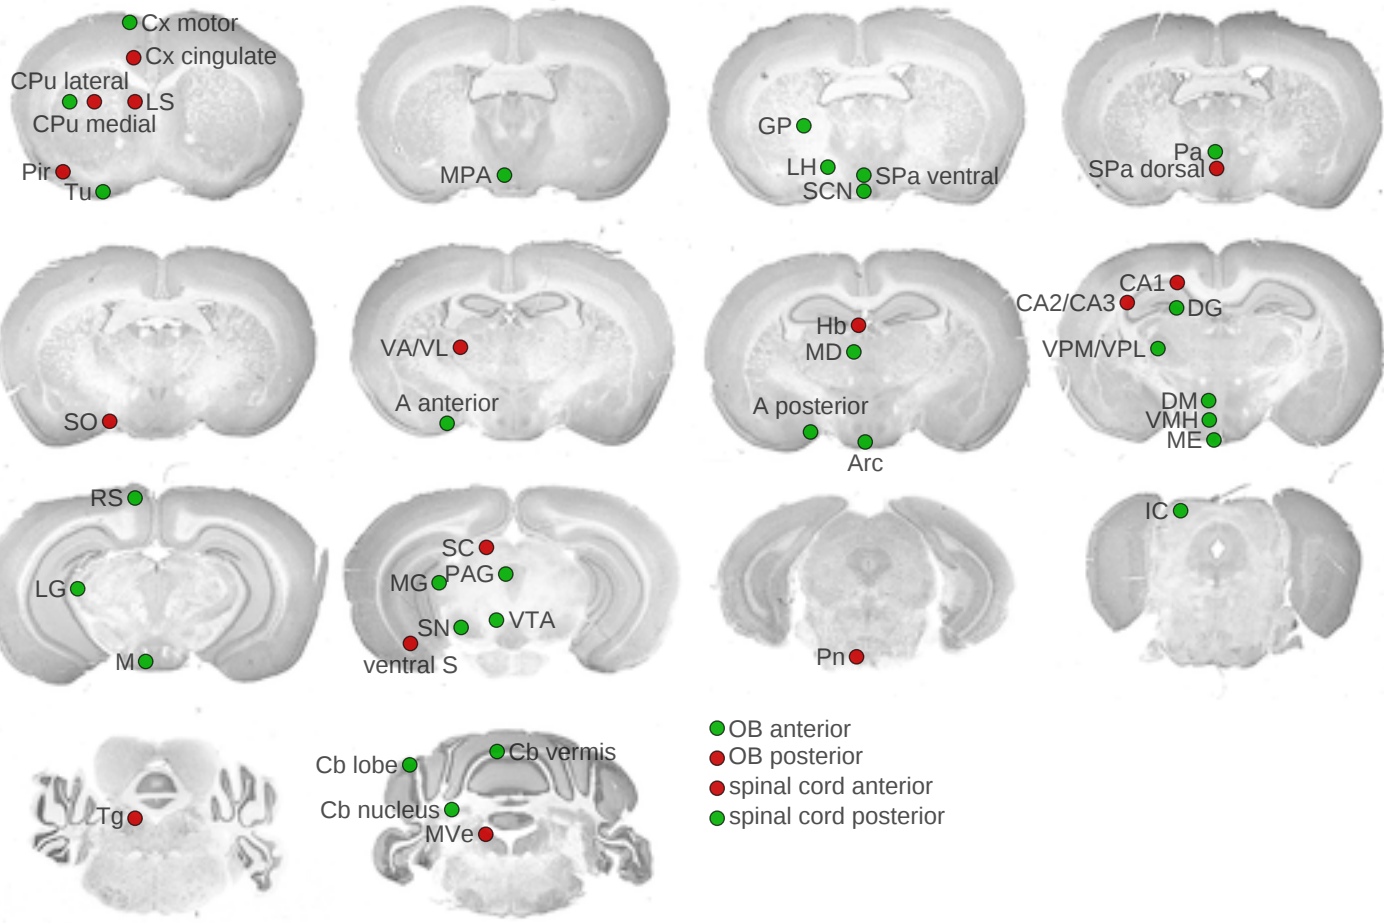 Cx motor
Cx cingulate
CPu lateral
LS
CPu medial
Pir
Tu
MPA
GP
LH
SPa ventral
SCN
Pa
SPa dorsal
SO
VA/VL
A anterior
Hb
MD
A posterior
Arc
CA1
CA2/CA3
DG
VPM/VPL
DM
VMH
ME
RS
LG
M
SC
MG
PAG
SN
VTA
ventral S
Pn
IC
Tg
Cb lobe
Cb vermis
Cb nucleus
MVe
OB anterior
OB posterior
spinal cord anterior
spinal cord posterior